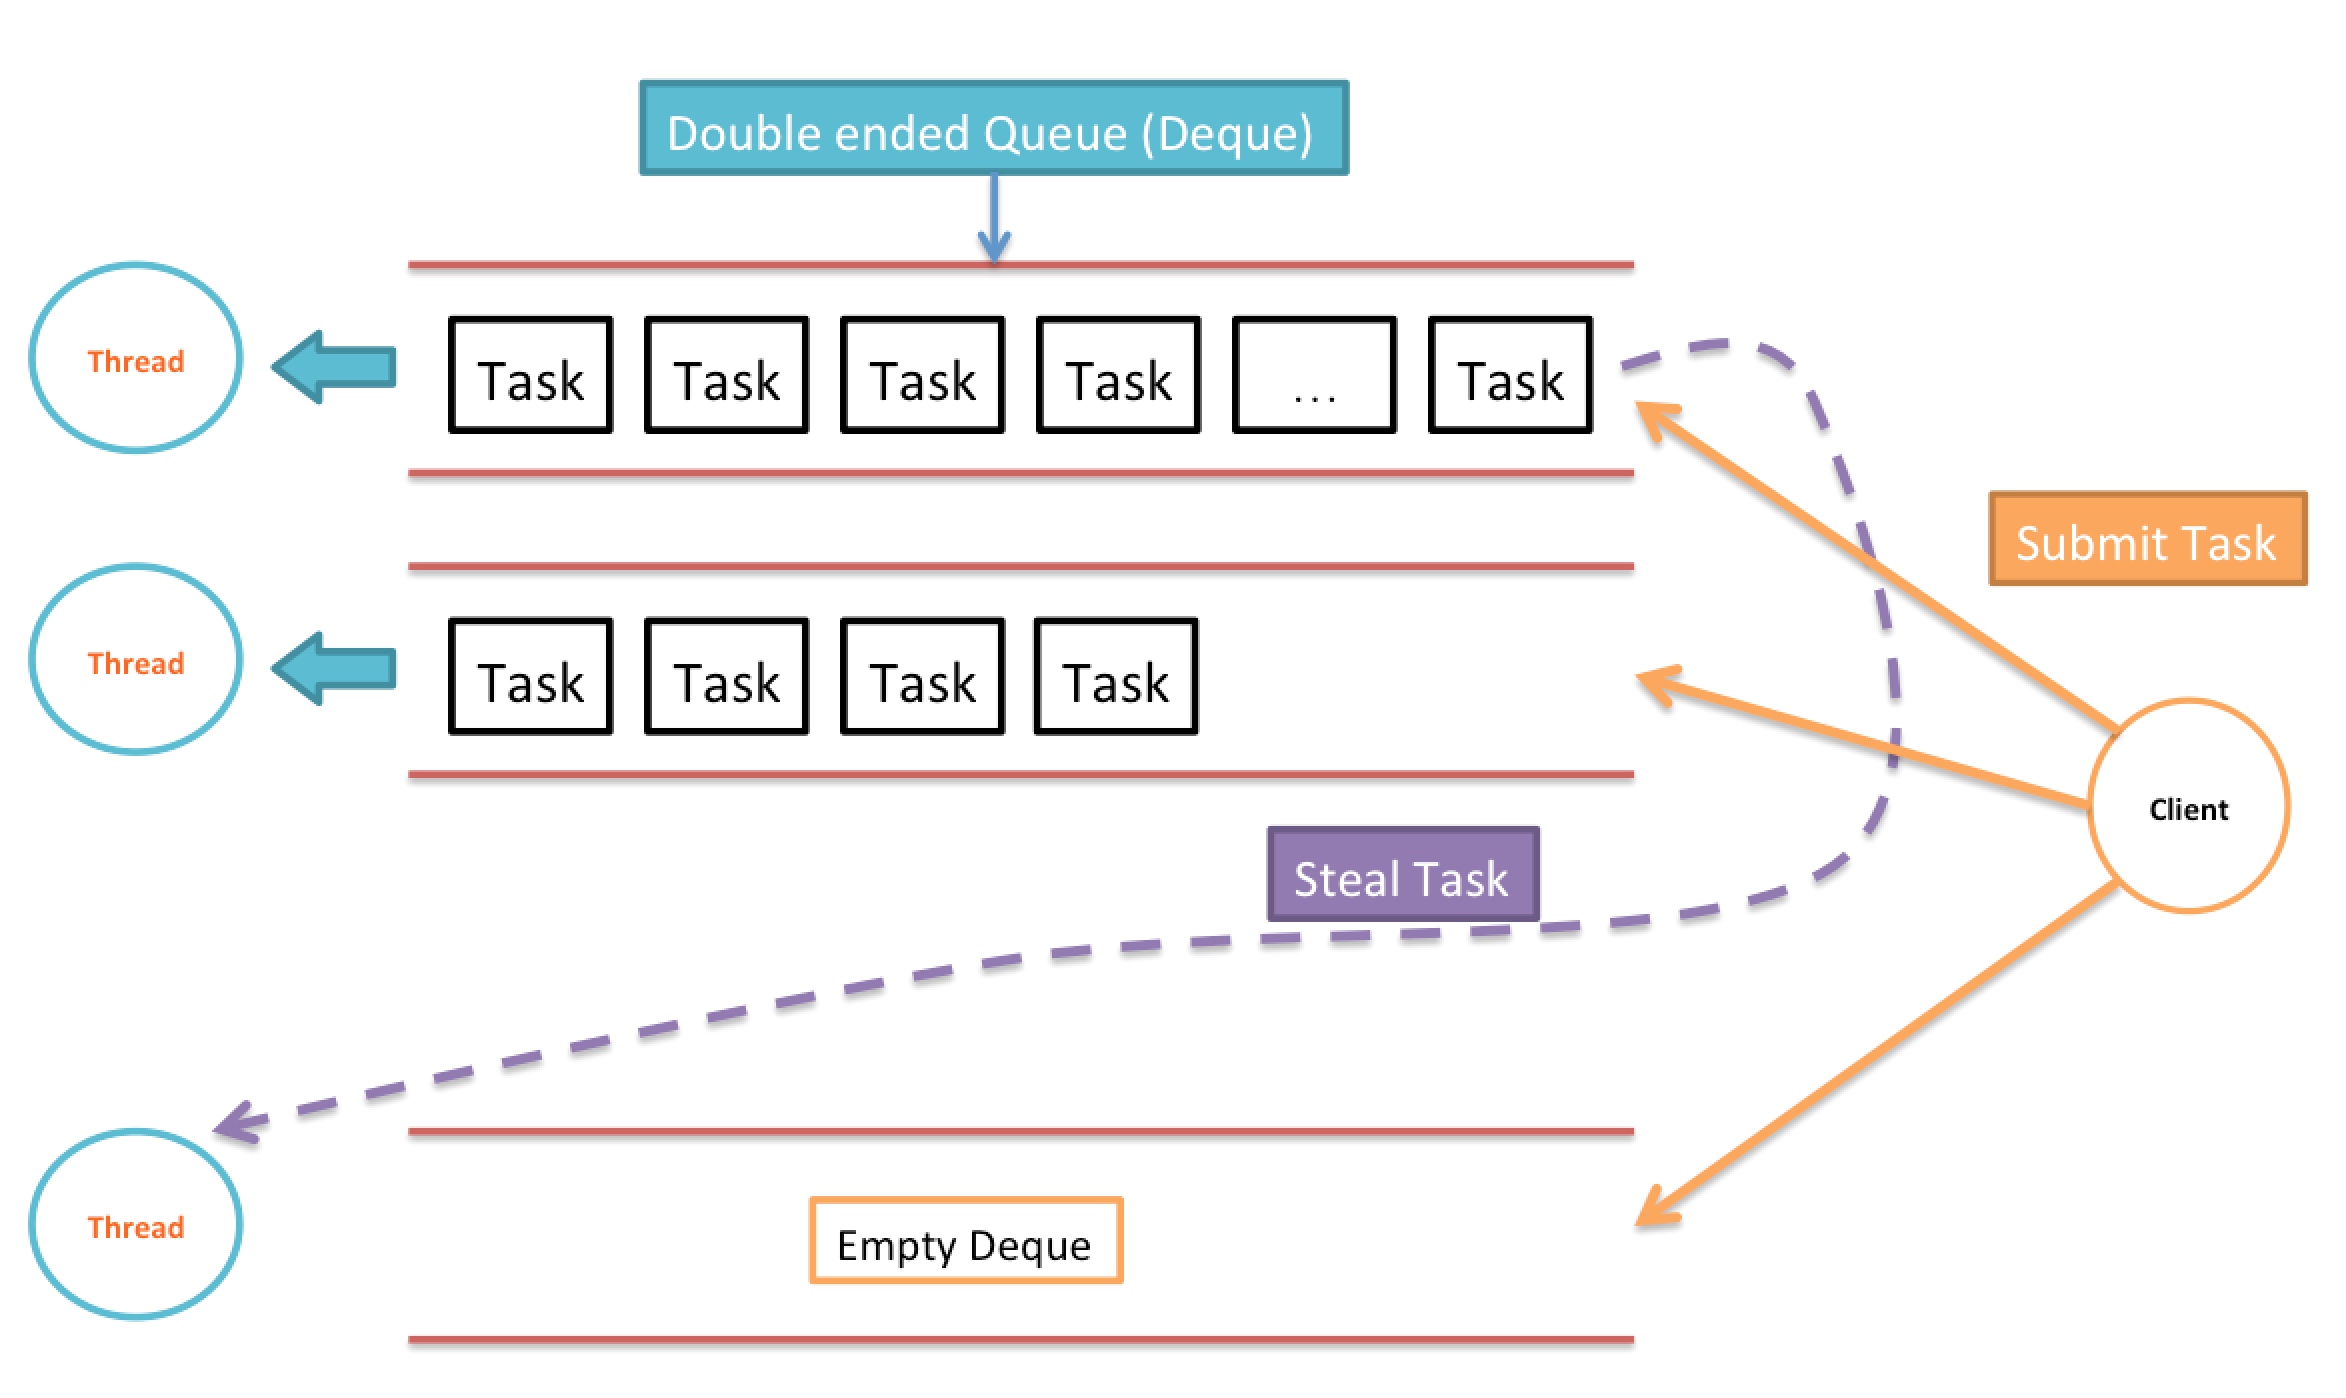 Double ended Queue (Deque)
Thread
Task Task Task Task ... Task
Submit Task
Thread
Task Task Task Task
Client
Steal Task
Thread
Empty Deque